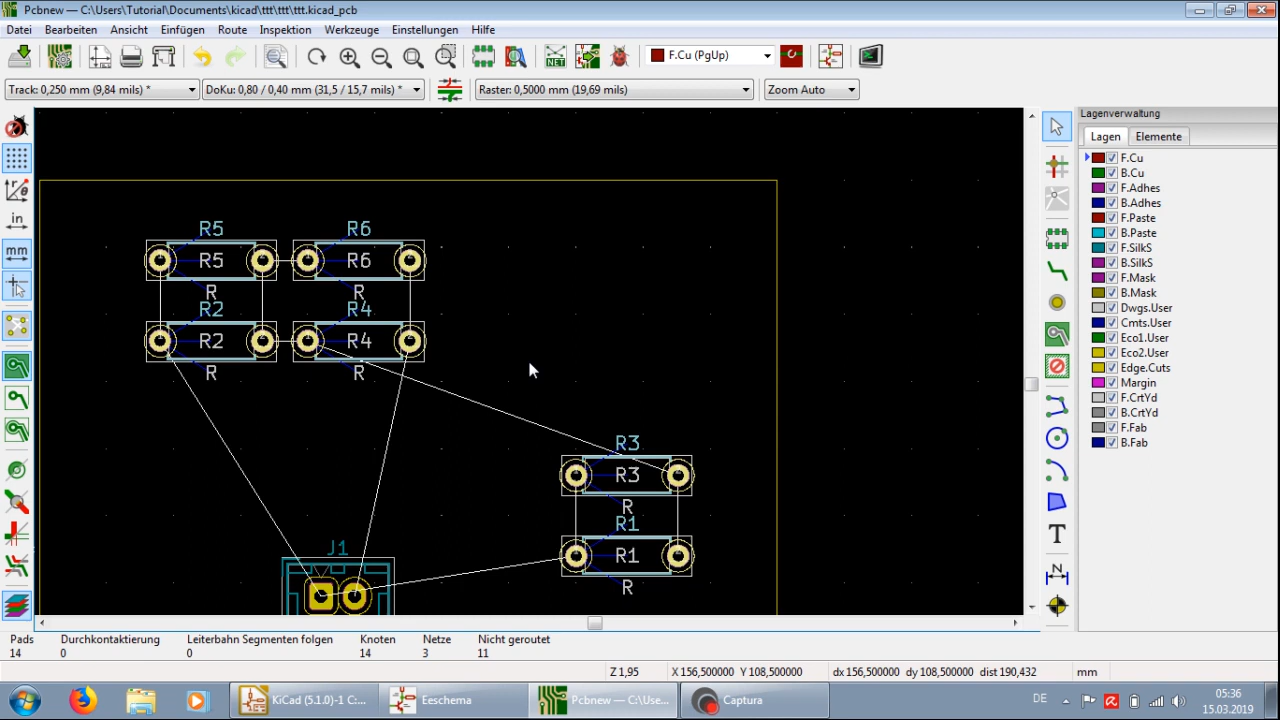 Pcbnew — C:\Users\Tutorial\Documents\kicad\ttt\ttt\ttt.kicad_pcb
Datei Bearbeiten Ansicht Einfügen Route Inspektion Werkzeuge Einstellungen Hilfe
NET F.Cu (PgUp)
Track: 0,250 mm (9,84 mils) * DoKu: 0,80 / 0,40 mm (31,5 / 15,7 mils) * Raster: 0,5000 mm (19,69 mils) Zoom Auto
in
mm
R5 R6
R5 R6
R R
R2 R4
R2 R4
R R
R3
R3
R
R1
R1
R
J1
T
N
Lagenverwaltung
Lagen Elemente
F.Cu
B.Cu
F.Adhes
B.Adhes
F.Paste
B.Paste
F.SilkS
B.SilkS
F.Mask
B.Mask
Dwgs.User
Cmts.User
Eco1.User
Eco2.User
Edge.Cuts
Margin
F.CrtYd
B.CrtYd
F.Fab
B.Fab
Pads Durchkontaktierung Leiterbahn Segmenten folgen Knoten Netze Nicht geroutet
14 0 0 14 3 11
Z 1,95 X 156,500000 Y 108,500000 dx 156,500000 dy 108,500000 dist 190,432 mm
KiCad (5.1.0)-1 C:... Eeschema Pcbnew — C:\Use... Captura DE 05:36
15.03.2019